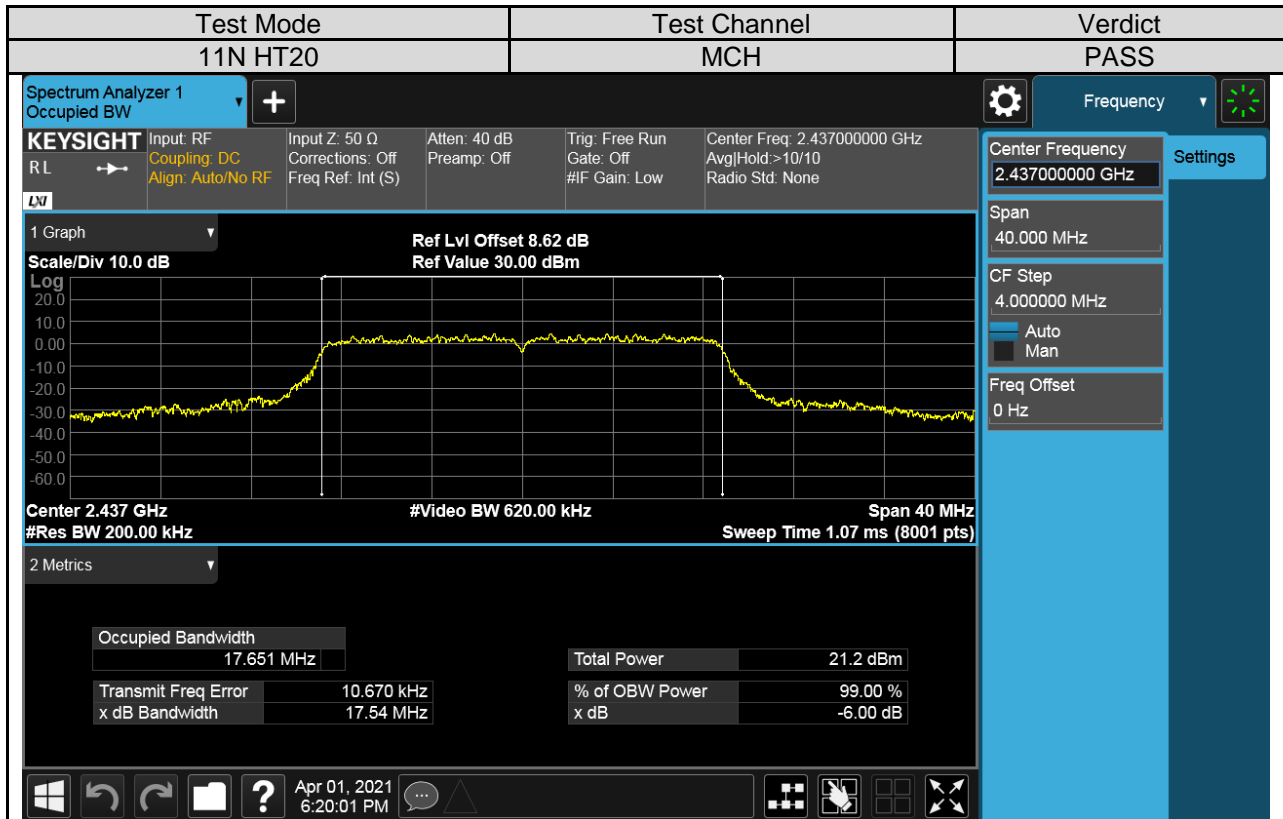 Test Mode Test Channel Verdict
11N HT20 MCH PASS
Spectrum Analyzer 1
Occupied BW
Frequency
KEYSIGHT
R L
LXI
Input: RF
Coupling: DC
Align: Auto/No RF
Input Z: 50 Ω
Corrections: Off
Freq Ref: Int (S)
Atten: 40 dB
Preamp: Off
Trig: Free Run
Gate: Off
#IF Gain: Low
Center Freq: 2.437000000 GHz
Avg|Hold:>10/10
Radio Std: None
Center Frequency
2.437000000 GHz
Settings
Span
40.000 MHz
CF Step
4.000000 MHz
Auto
Man
Freq Offset
0 Hz
1 Graph
Scale/Div 10.0 dB
Ref Lvl Offset 8.62 dB
Ref Value 30.00 dBm
Log
20.0
10.0
0.00
-10.0
-20.0
-30.0
-40.0
-50.0
-60.0
Center 2.437 GHz
#Res BW 200.00 kHz
#Video BW 620.00 kHz
Span 40 MHz
Sweep Time 1.07 ms (8001 pts)
2 Metrics
Occupied Bandwidth
17.651 MHz
Total Power 21.2 dBm
Transmit Freq Error 10.670 kHz
x dB Bandwidth 17.54 MHz
% of OBW Power 99.00 %
x dB -6.00 dB
?
Apr 01, 2021
6:20:01 PM